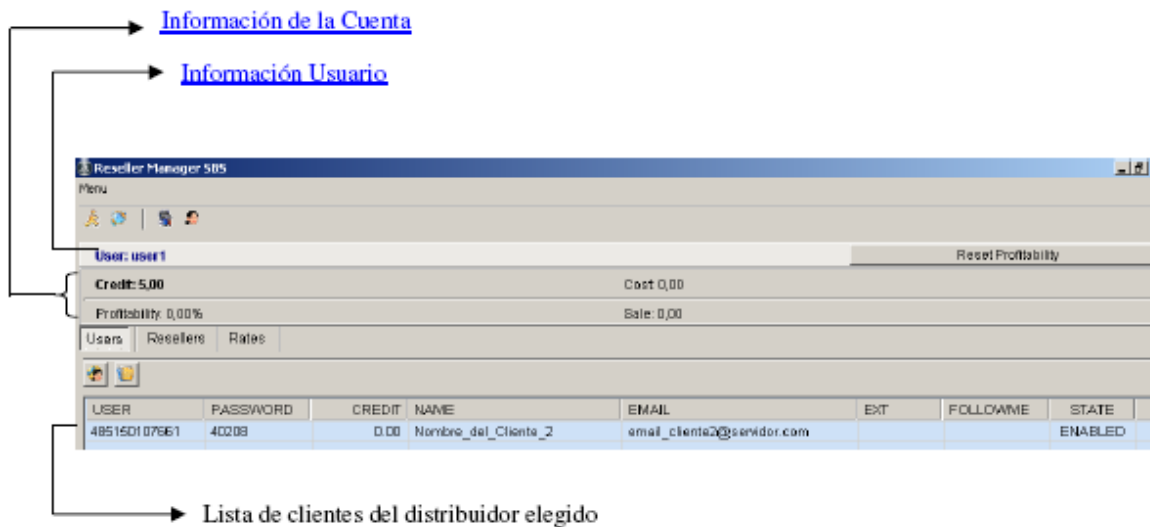 Información de la Cuenta
Información Usuario
Reseller Manager 585
Menu
User: user1 Reset Profitability
Credit: 5,00 Cost: 0,00
Profitability: 0,00% Sale: 0,00
Users Resellers Rates
USER PASSWORD CREDIT NAME EMAIL EXT FOLLOWME STATE
485150107661 40208 0.00 Nombre_del_Cliente_2 email_cliente2@servidor.com ENABLED
Lista de clientes del distribuidor elegido